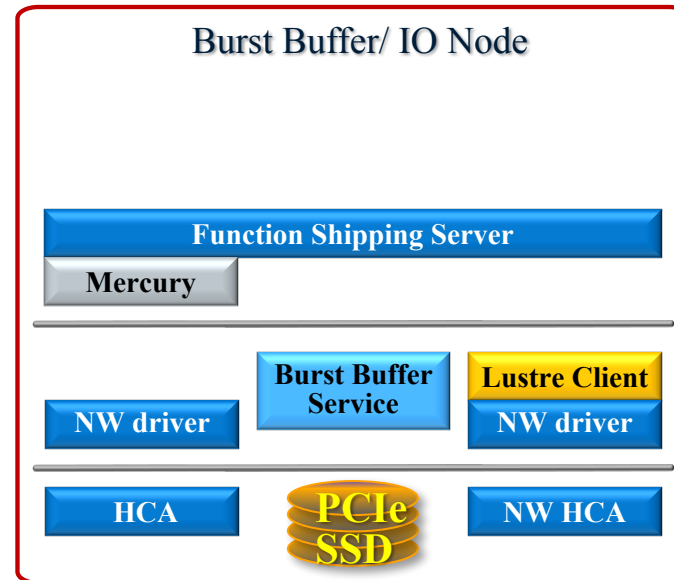 Burst Buffer/ IO Node
Function Shipping Server
Mercury
Burst Buffer
Service
Lustre Client
NW driver
NW driver
HCA
PCIe
SSD
NW HCA